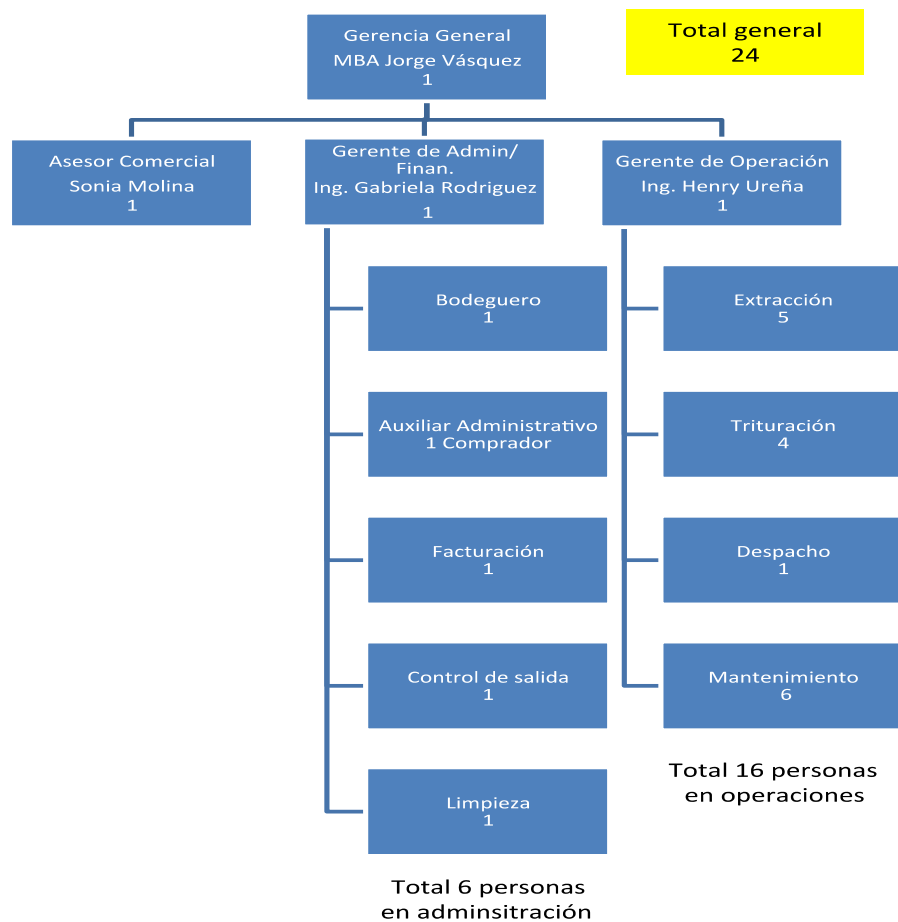 Gerencia General
MBA Jorge Vásquez
1
Total general
24
Asesor Comercial
Sonia Molina
1
Gerente de Admin/
Finan.
Ing. Gabriela Rodriguez
1
Gerente de Operación
Ing. Henry Ureña
1
Bodeguero
1
Auxiliar Administrativo
1 Comprador
Facturación
1
Control de salida
1
Limpieza
1
Total 6 personas
en adminsitración
Extracción
5
Trituración
4
Despacho
1
Mantenimiento
6
Total 16 personas
en operaciones